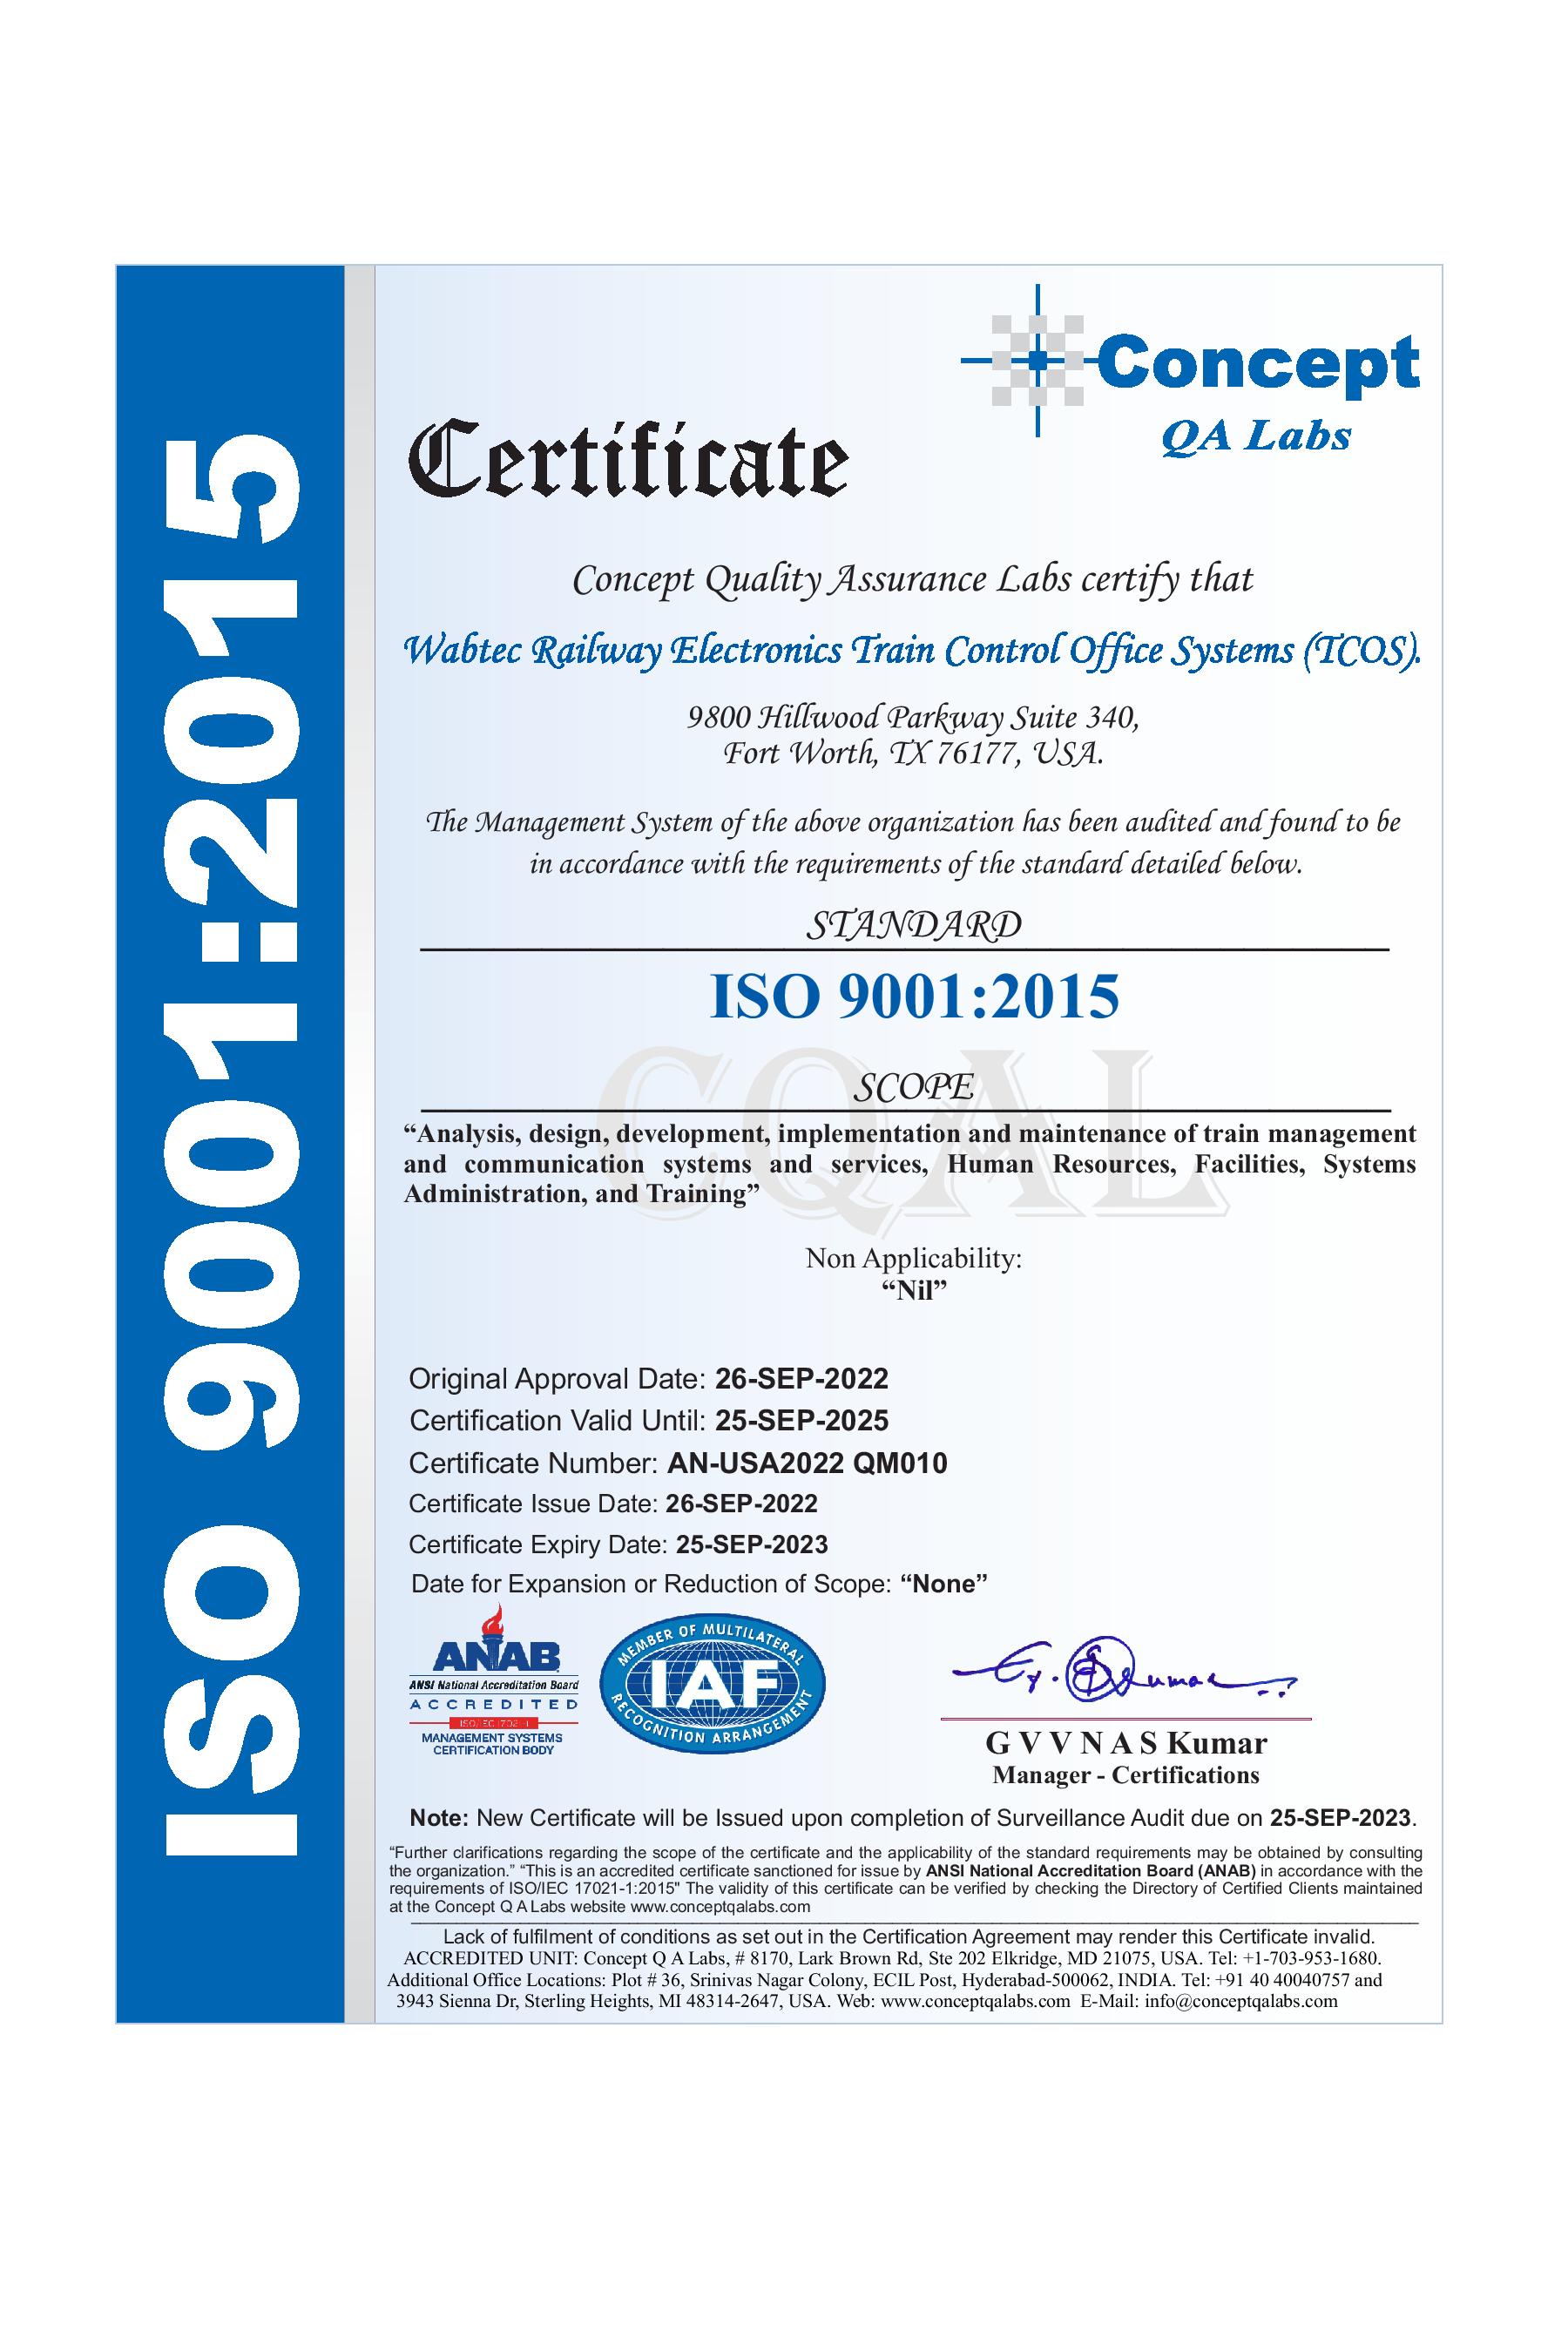 ISO 9001:2015
Concept
QA Labs
Certificate
Concept Quality Assurance Labs certify that
Wabtec Railway Electronics Train Control Office Systems (TCOS).
9800 Hillwood Parkway Suite 340,
Fort Worth, TX 76177, USA.
The Management System of the above organization has been audited and found to be
in accordance with the requirements of the standard detailed below.
STANDARD
ISO 9001:2015
CQAL
SCOPE
“Analysis, design, development, implementation and maintenance of train management
and communication systems and services, Human Resources, Facilities, Systems
Administration, and Training”
Non Applicability:
“Nil”
Original Approval Date: 26-SEP-2022
Certification Valid Until: 25-SEP-2025
Certificate Number: AN-USA2022 QM010
Certificate Issue Date: 26-SEP-2022
Certificate Expiry Date: 25-SEP-2023
Date for Expansion or Reduction of Scope: “None”
ANAB
ANSI National Accreditation Board
ACCREDITED
ISO/IEC 17021-1
MANAGEMENT SYSTEMS
CERTIFICATION BODY
MEMBER OF MULTILATERAL
IAF
RECOGNITION ARRANGEMENT
G V V N A S Kumar
Manager - Certifications
Note: New Certificate will be Issued upon completion of Surveillance Audit due on 25-SEP-2023.
“Further clarifications regarding the scope of the certificate and the applicability of the standard requirements may be obtained by consulting
the organization.” “This is an accredited certificate sanctioned for issue by ANSI National Accreditation Board (ANAB) in accordance with the
requirements of ISO/IEC 17021-1:2015" The validity of this certificate can be verified by checking the Directory of Certified Clients maintained
at the Concept Q A Labs website www.conceptqalabs.com
Lack of fulfilment of conditions as set out in the Certification Agreement may render this Certificate invalid.
ACCREDITED UNIT: Concept Q A Labs, # 8170, Lark Brown Rd, Ste 202 Elkridge, MD 21075, USA. Tel: +1-703-953-1680.
Additional Office Locations: Plot # 36, Srinivas Nagar Colony, ECIL Post, Hyderabad-500062, INDIA. Tel: +91 40 40040757 and
3943 Sienna Dr, Sterling Heights, MI 48314-2647, USA. Web: www.conceptqalabs.com E-Mail: info@conceptqalabs.com